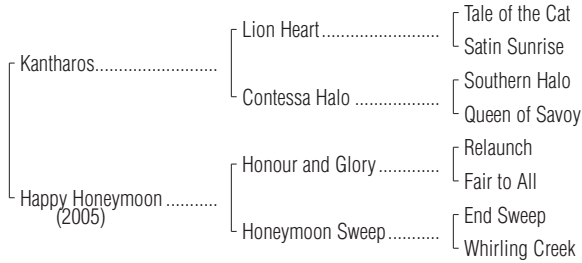 Tale of the Cat
Lion Heart..........................
Satin Sunrise
Kantharos...........................
Southern Halo
Contessa Halo ...................
Queen of Savoy
Relaunch
Honour and Glory..............
Fair to All
Happy Honeymoon ...........
(2005)
End Sweep
Honeymoon Sweep...........
Whirling Creek